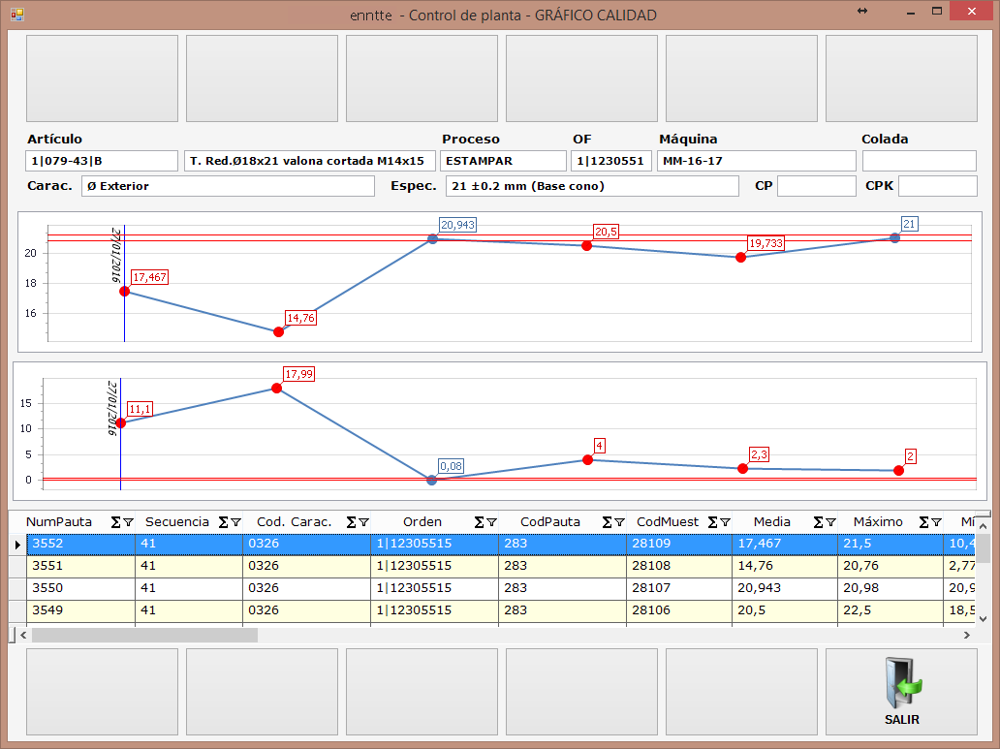 enntte - Control de planta - GRÁFICO CALIDAD
Artículo Proceso OF Máquina Colada
1|079-43|B T. Red.Ø18x21 valona cortada M14x15 ESTAMPAR 1|1230551 MM-16-17
Carac. Ø Exterior Espec. 21 ±0.2 mm (Base cono) CP CPK
27/01/2016
20
18
16
17,467
14,76
20,943
20,5
19,733
21
27/01/2016
15
10
5
0
11,1
17,99
0,08
4
2,3
2
NumPauta Σ Secuencia Σ Cod. Carac. Σ Orden Σ CodPauta Σ CodMuest Σ Media Σ Máximo Σ Mí
3552 41 0326 1|12305515 283 28109 17,467 21,5 10,4
3551 41 0326 1|12305515 283 28108 14,76 20,76 2,77
3550 41 0326 1|12305515 283 28107 20,943 20,98 20,9
3549 41 0326 1|12305515 283 28106 20,5 22,5 18,5
SALIR